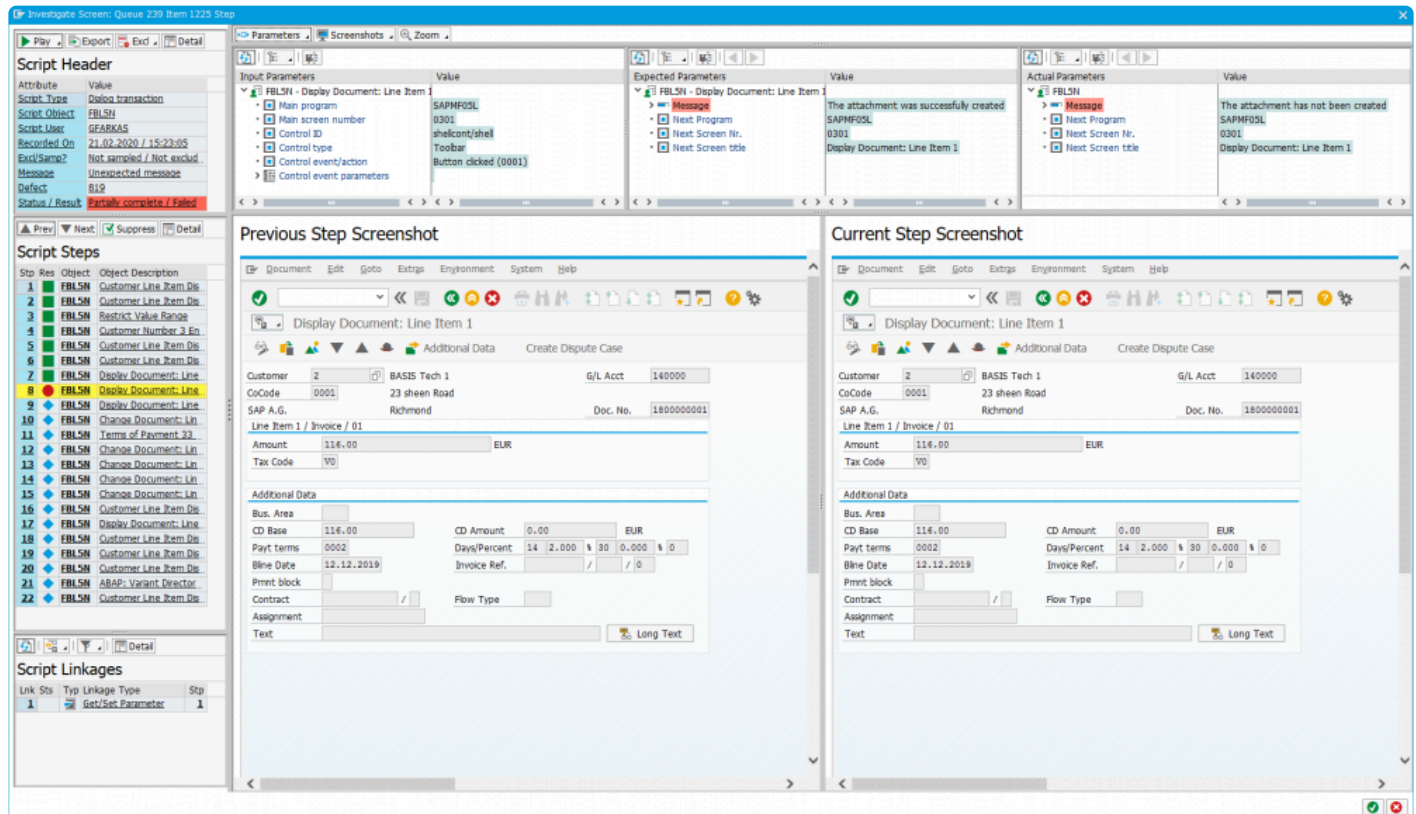 Investigate Screen: Queue 239 Item 1225 Step
Play Export Excl Detail
Script Header
Attribute Value
Script Type Dialog transaction
Script Object FBL5N
Script User GFARKAS
Recorded On 21.02.2020 / 15:23:05
Excl/Samp? Not sampled / Not exclud
Message Unexpected message
Defect 819
Status / Result Partially complete / Failed
Prev Next Suppress Detail
Script Steps
Stp Res Object Object Description
1 FBL5N Customer Line Item Dis
2 FBL5N Customer Line Item Dis
3 FBL5N Restrict Value Range
4 FBL5N Customer Number 3 En
5 FBL5N Customer Line Item Dis
6 FBL5N Customer Line Item Dis
7 FBL5N Display Document: Line
8 FBL5N Display Document: Line
9 FBL5N Display Document: Line
10 FBL5N Change Document: Lin
11 FBL5N Terms of Payment 33
12 FBL5N Change Document: Lin
13 FBL5N Change Document: Lin
14 FBL5N Change Document: Lin
15 FBL5N Change Document: Lin
16 FBL5N Customer Line Item Dis
17 FBL5N Display Document: Line
18 FBL5N Customer Line Item Dis
19 FBL5N Customer Line Item Dis
20 FBL5N Customer Line Item Dis
21 FBL5N ABAP: Variant Director
22 FBL5N Customer Line Item Dis
Detail
Script Linkages
Lnk Sts Typ Linkage Type Stp
1 Get/Set Parameter 1
Parameters Screenshots Zoom
Input Parameters Value
FBL5N - Display Document: Line Item 1
Main program SAPMF05L
Main screen number 0301
Control ID shellcont/shell
Control type Toolbar
Control event/action Button clicked (0001)
Control event parameters
Expected Parameters Value
FBL5N - Display Document: Line Item 1
Message The attachment was successfully created
Next Program SAPMF05L
Next Screen Nr. 0301
Next Screen title Display Document: Line Item 1
Actual Parameters Value
FBL5N
Message The attachment has not been created
Next Program SAPMF05L
Next Screen Nr. 0301
Next Screen title Display Document: Line Item 1
Previous Step Screenshot
Document Edit Goto Extras Environment System Help
Display Document: Line Item 1
Additional Data Create Dispute Case
Customer 2 BASIS Tech 1 G/L Acct 140000
CoCode 0001 23 sheen Road
SAP A.G. Richmond Doc. No. 1800000001
Line Item 1 / Invoice / 01
Amount 116.00 EUR
Tax Code V0
Additional Data
Bus. Area
CD Base 116.00 CD Amount 0.00 EUR
Payt terms 0002 Days/Percent 14 2.000 % 30 0.000 % 0
Bline Date 12.12.2019 Invoice Ref. / / 0
Pmnt block
Contract / Flow Type
Assignment
Text Long Text
Current Step Screenshot
Document Edit Goto Extras Environment System Help
Display Document: Line Item 1
Additional Data Create Dispute Case
Customer 2 BASIS Tech 1 G/L Acct 140000
CoCode 0001 23 sheen Road
SAP A.G. Richmond Doc. No. 1800000001
Line Item 1 / Invoice / 01
Amount 116.00 EUR
Tax Code V0
Additional Data
Bus. Area
CD Base 116.00 CD Amount 0.00 EUR
Payt terms 0002 Days/Percent 14 2.000 % 30 0.000 % 0
Bline Date 12.12.2019 Invoice Ref. / / 0
Pmnt block
Contract / Flow Type
Assignment
Text Long Text